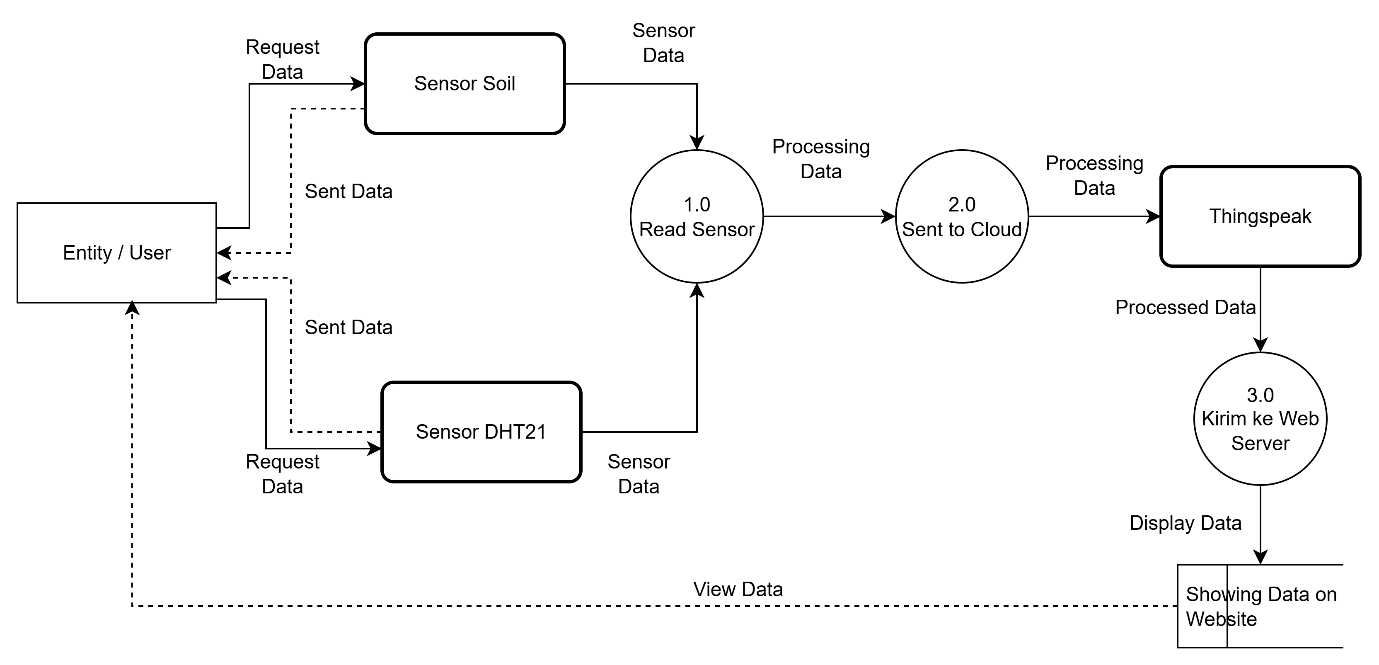 Request
Data
Sensor Soil
Sensor
Data
Sent Data
Processing
Data
Processing
Data
1.0
Read Sensor
2.0
Sent to Cloud
Thingspeak
Entity / User
Sent Data
Processed Data
Sensor DHT21
Request
Data
Sensor
Data
3.0
Kirim ke Web
Server
Display Data
View Data
Showing Data on
Website